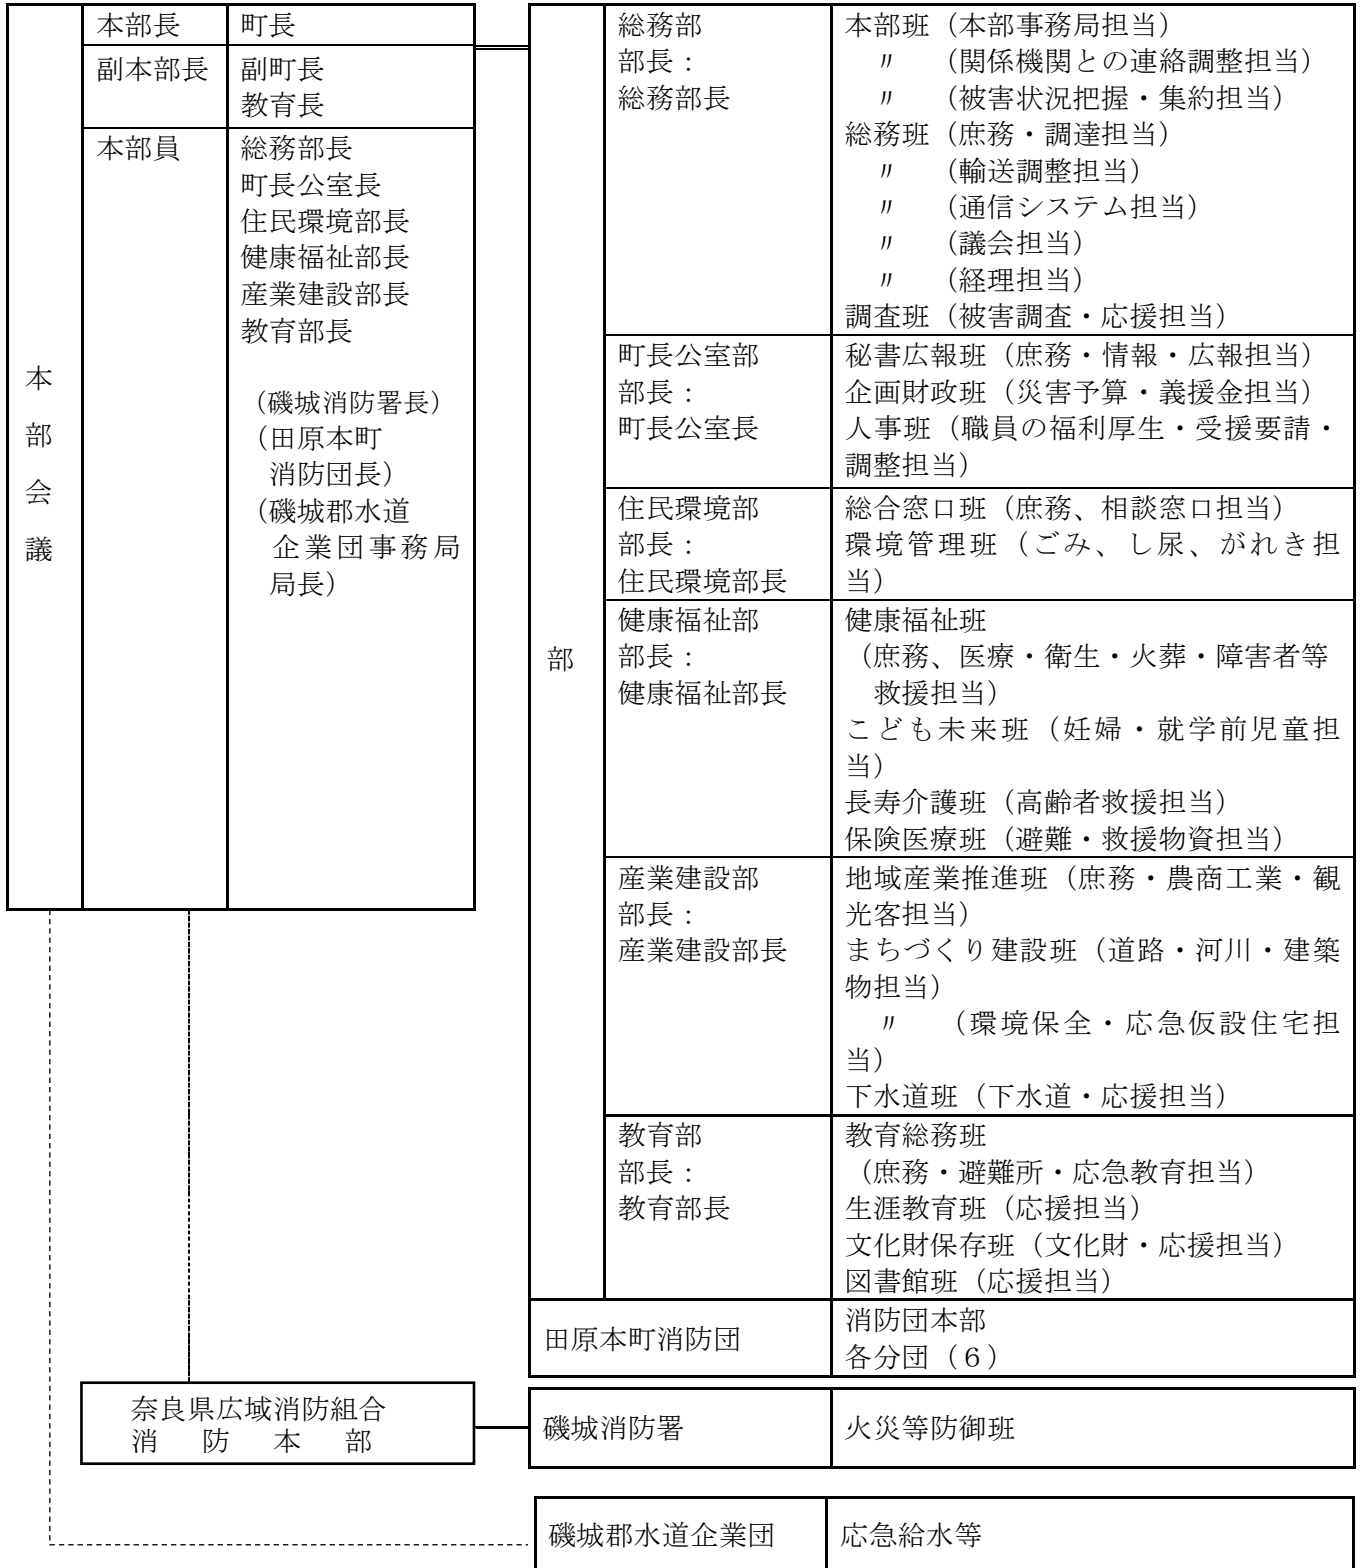 本部会議
本部長
町長
副本部長
副町長
教育長
本部員
総務部長
町長公室長
住民環境部長
健康福祉部長
産業建設部長
教育部長
（磯城消防署長）
（田原本町
消防団長）
（磯城郡水道
企業団事務局
局長）
部
総務部
部長：
総務部長
本部班（本部事務局担当）
〃　（関係機関との連絡調整担当）
〃　（被害状況把握・集約担当）
総務班（庶務・調達担当）
〃　（輸送調整担当）
〃　（通信システム担当）
〃　（議会担当）
〃　（経理担当）
調査班（被害調査・応援担当）
町長公室部
部長：
町長公室長
秘書広報班（庶務・情報・広報担当）
企画財政班（災害予算・義援金担当）
人事班（職員の福利厚生・受援要請・
調整担当）
住民環境部
部長：
住民環境部長
総合窓口班（庶務、相談窓口担当）
環境管理班（ごみ、し尿、がれき担
当）
健康福祉部
部長：
健康福祉部長
健康福祉班
（庶務、医療・衛生・火葬・障害者等
救援担当）
こども未来班（妊婦・就学前児童担
当）
長寿介護班（高齢者救援担当）
保険医療班（避難・救援物資担当）
産業建設部
部長：
産業建設部長
地域産業推進班（庶務・農商工業・観
光客担当）
まちづくり建設班（道路・河川・建築
物担当）
〃　（環境保全・応急仮設住宅担
当）
下水道班（下水道・応援担当）
教育部
部長：
教育部長
教育総務班
（庶務・避難所・応急教育担当）
生涯教育班（応援担当）
文化財保存班（文化財・応援担当）
図書館班（応援担当）
田原本町消防団
消防団本部
各分団（６）
奈良県広域消防組合
消　防　本　部
磯城消防署
火災等防御班
磯城郡水道企業団
応急給水等